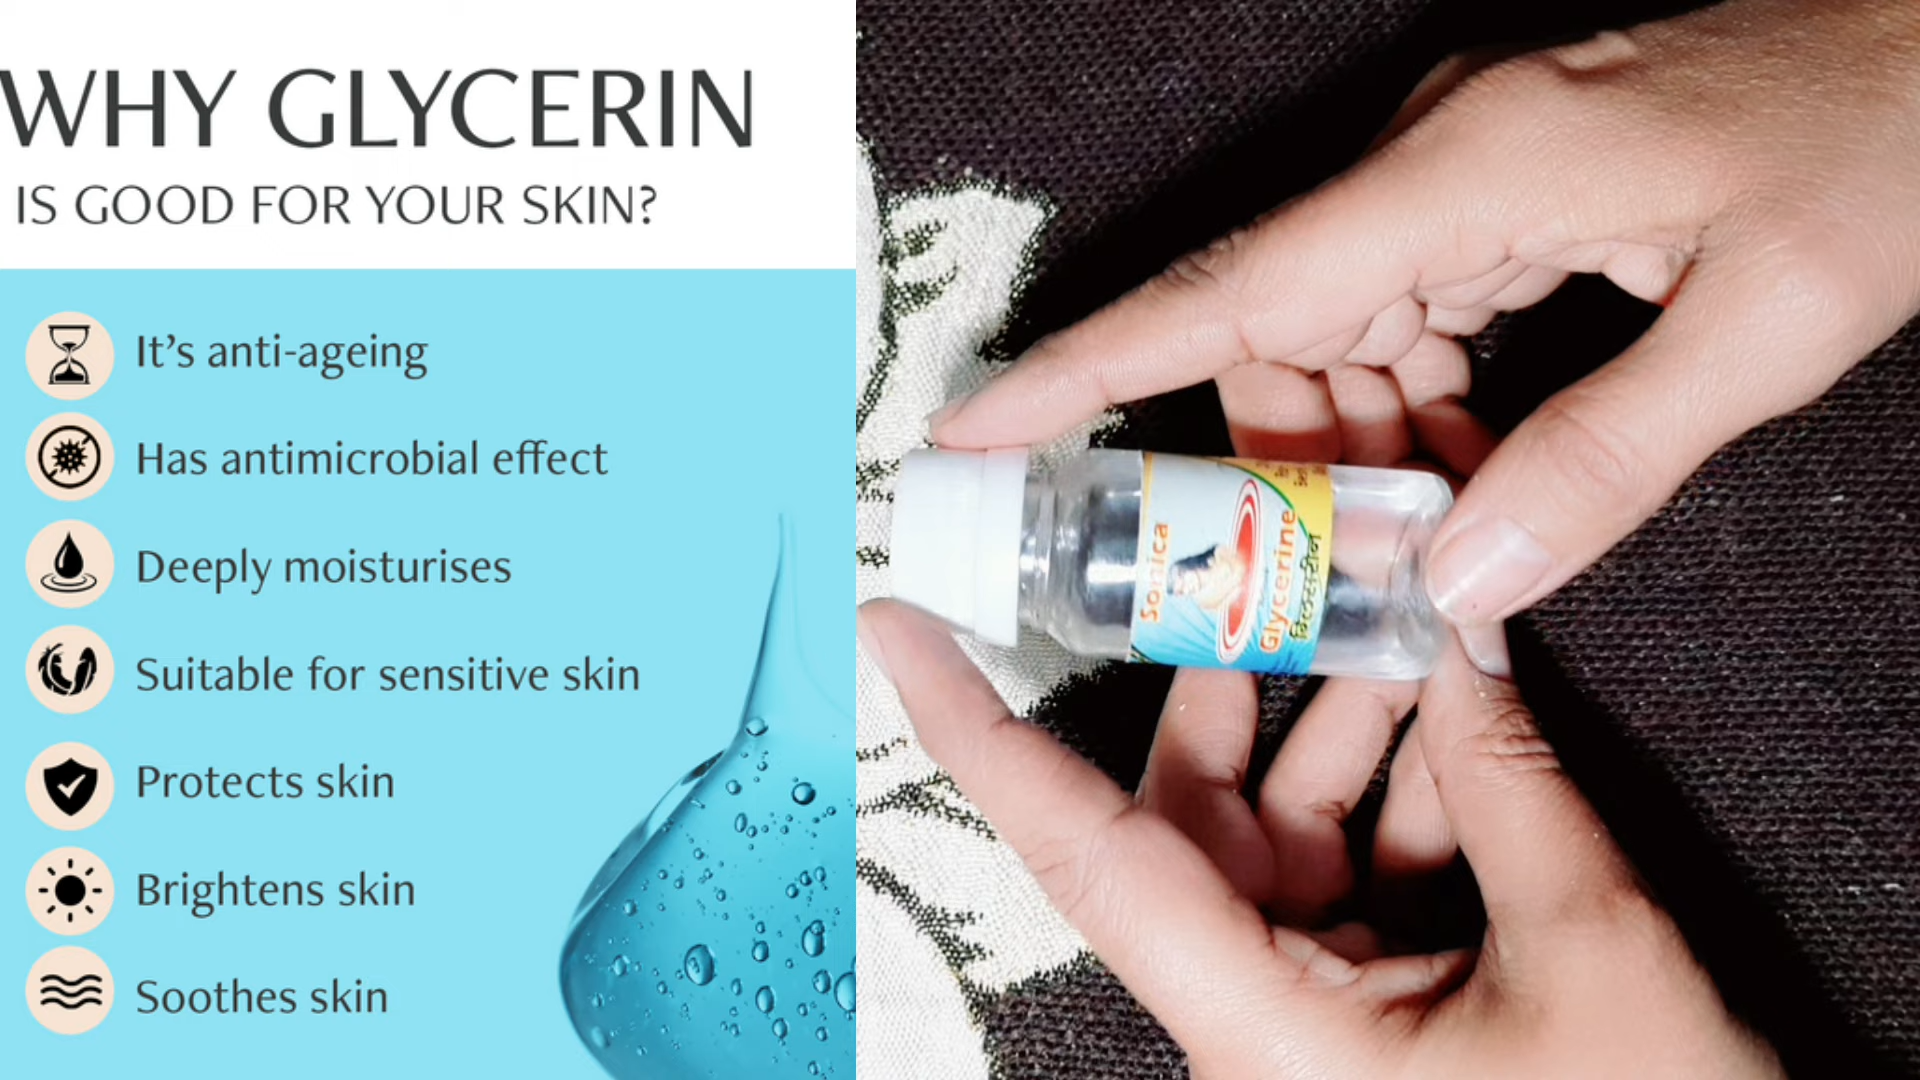 WHY GLYCERIN
IS GOOD FOR YOUR SKIN?
It's anti-ageing
Has antimicrobial effect
Deeply moisturises
Suitable for sensitive skin
Protects skin
Brightens skin
Soothes skin
Sonica
Glycerine